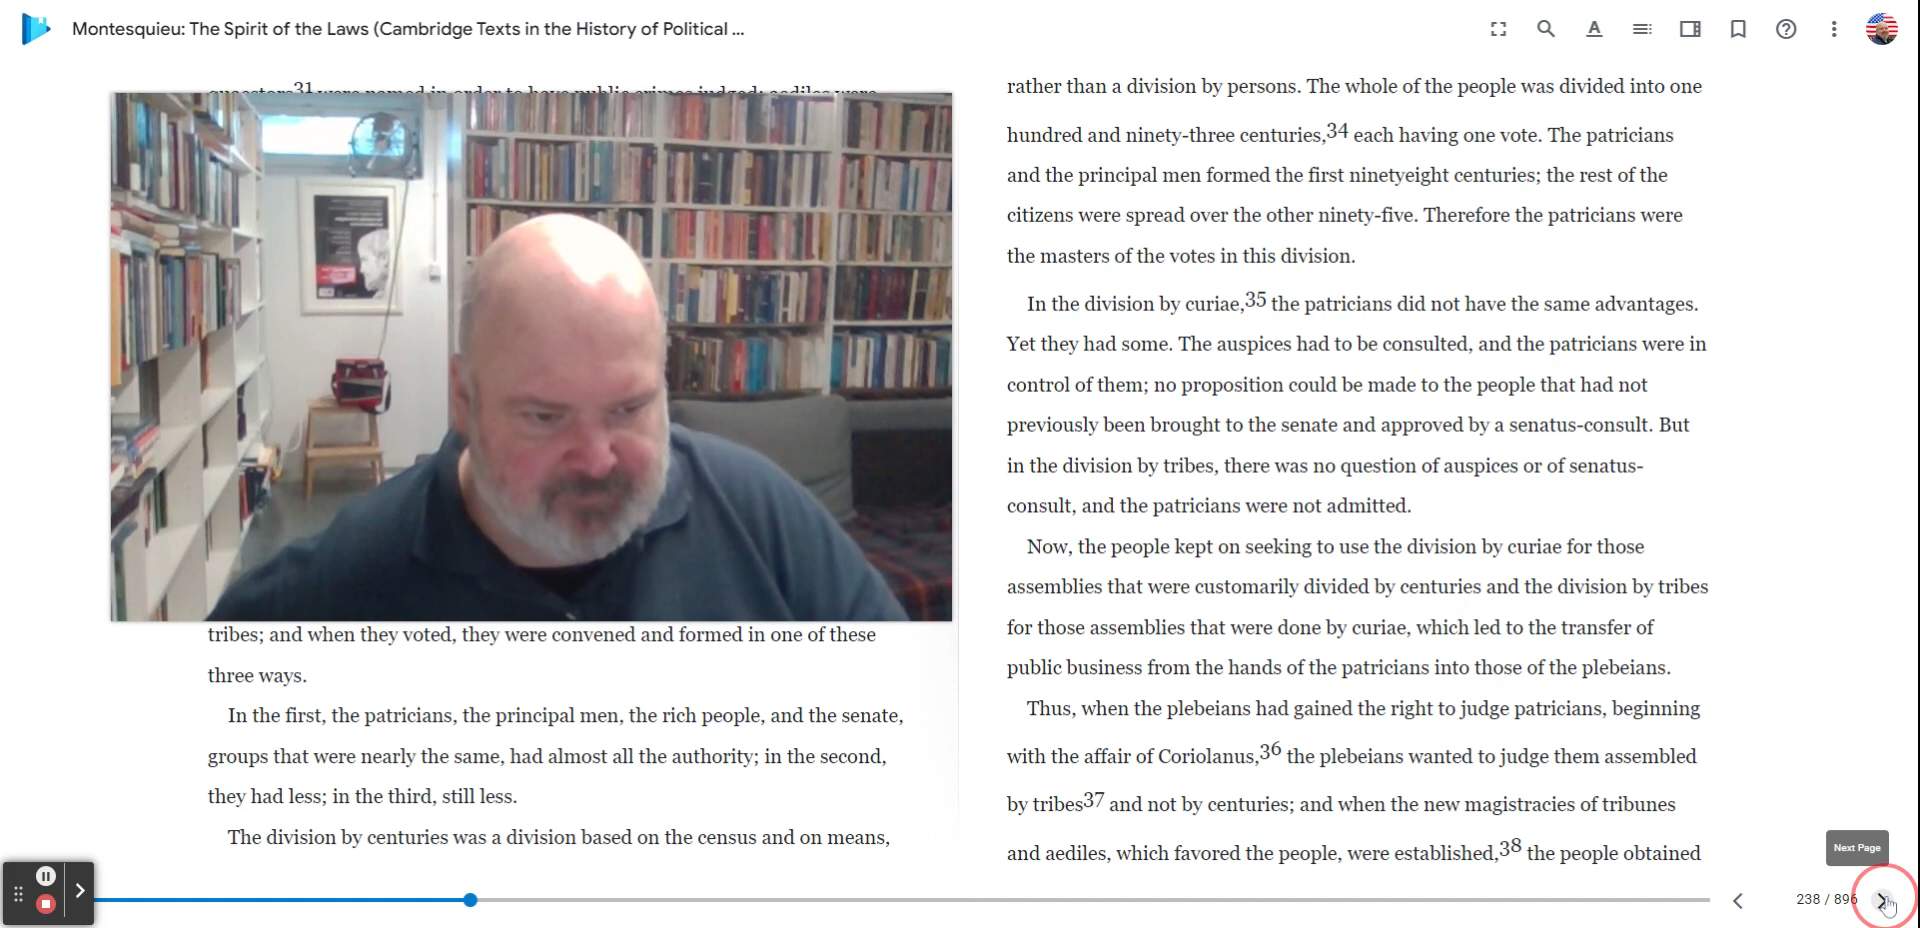 Montesquieu: The Spirit of the Laws (Cambridge Texts in the History of Political ...
quaestors31 were named in order to have public crimes judged; aediles were
tribes; and when they voted, they were convened and formed in one of these
three ways.
In the first, the patricians, the principal men, the rich people, and the senate,
groups that were nearly the same, had almost all the authority; in the second,
they had less; in the third, still less.
The division by centuries was a division based on the census and on means,
rather than a division by persons. The whole of the people was divided into one
hundred and ninety-three centuries,34 each having one vote. The patricians
and the principal men formed the first ninetyeight centuries; the rest of the
citizens were spread over the other ninety-five. Therefore the patricians were
the masters of the votes in this division.
In the division by curiae,35 the patricians did not have the same advantages.
Yet they had some. The auspices had to be consulted, and the patricians were in
control of them; no proposition could be made to the people that had not
previously been brought to the senate and approved by a senatus-consult. But
in the division by tribes, there was no question of auspices or of senatus-
consult, and the patricians were not admitted.
Now, the people kept on seeking to use the division by curiae for those
assemblies that were customarily divided by centuries and the division by tribes
for those assemblies that were done by curiae, which led to the transfer of
public business from the hands of the patricians into those of the plebeians.
Thus, when the plebeians had gained the right to judge patricians, beginning
with the affair of Coriolanus,36 the plebeians wanted to judge them assembled
by tribes37 and not by centuries; and when the new magistracies of tribunes
and aediles, which favored the people, were established,38 the people obtained
Next Page
238 / 896